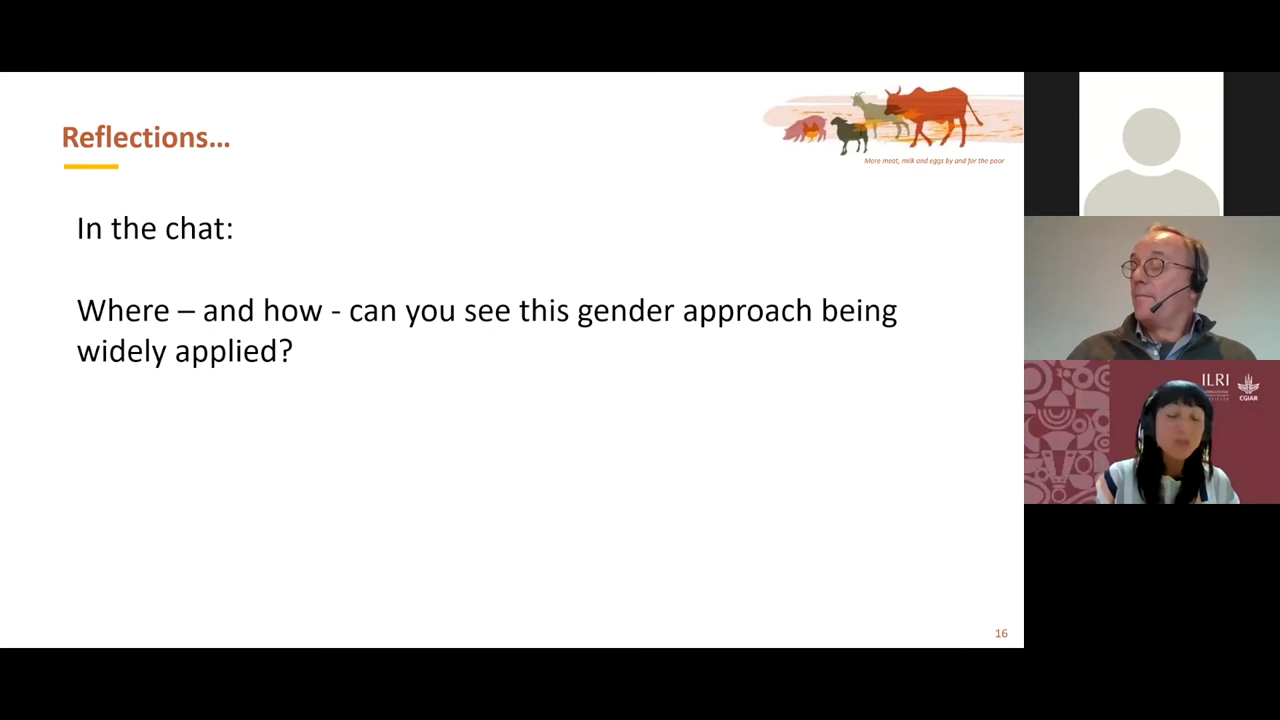 Reflections...
More meat, milk and eggs by and for the poor
In the chat:
Where – and how - can you see this gender approach being
widely applied?
16
ILRI
CGIAR